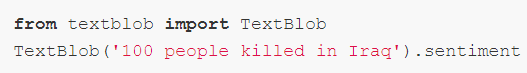 from textblob import TextBlob
TextBlob('100 people killed in Iraq').sentiment